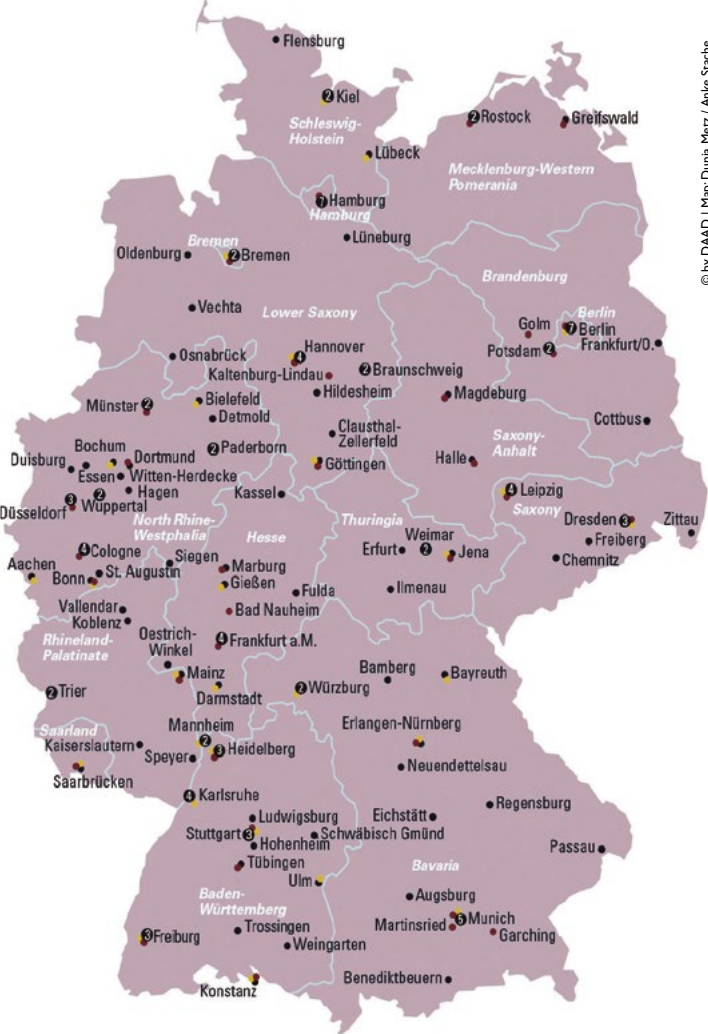 Flensburg
2 Kiel
Schleswig-
Holstein
2 Rostock
Greifswald
Lübeck
Mecklenburg-Western
Pomerania
7 Hamburg
Hamburg
Lüneburg
Oldenburg
Bremen
2 Bremen
Brandenburg
Vechta
Lower Saxony
Berlin
Golm
7 Berlin
Potsdam 2
Frankfurt/O.
Osnabrück
Hannover
4
Kaltenburg-Lindau
2 Braunschweig
Hildesheim
Magdeburg
Münster 2
Bielefeld
Detmold
Cottbus
Clausthal-
Zellerfeld
Saxony-
Anhalt
2 Paderborn
Bochum
Dortmund
Duisburg
Essen
Witten-Herdecke
Göttingen
Halle
Hagen
Kassel
4 Leipzig
3
2
Düsseldorf
Wuppertal
North Rhine-
Westphalia
Hesse
Thuringia
Saxony
Dresden 3
Zittau
Freiberg
Chemnitz
Weimar
Erfurt
2
Jena
4 Cologne
Siegen
Aachen
Bonn
St. Augustin
Marburg
Gießen
Ilmenau
Fulda
Vallendar
Koblenz
Bad Nauheim
Rhineland-
Palatinate
Oestrich-
Winkel
4 Frankfurt a.M.
Mainz
Bamberg
Bayreuth
2 Trier
Darmstadt
2 Würzburg
Saarland
Mannheim
2
Erlangen-Nürnberg
Kaiserslautern
Speyer
3 Heidelberg
Saarbrücken
Neuendettelsau
4 Karlsruhe
Regensburg
Ludwigsburg
Eichstätt
Stuttgart 3
Schwäbisch Gmünd
Hohenheim
Passau
Tübingen
Ulm
Bavaria
Baden-
Württemberg
Augsburg
5 Munich
Martinsried
Garching
3 Freiburg
Trossingen
Weingarten
Konstanz
Benediktbeuern
© by DAAD | Map: Dunja Metz / Anke Stache